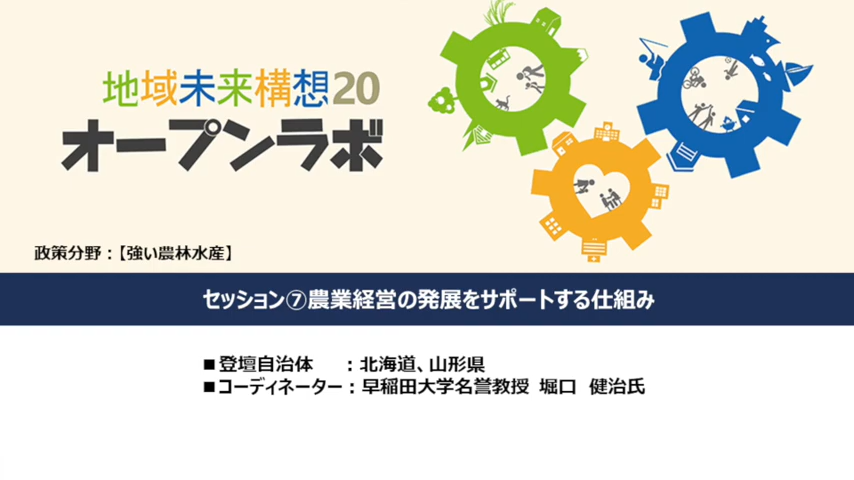 地域未来構想20
オープンラボ
政策分野：【強い農林水産】
セッション⑦農業経営の発展をサポートする仕組み
■登壇自治体　：北海道、山形県
■コーディネーター：早稲田大学名誉教授 堀口 健治氏